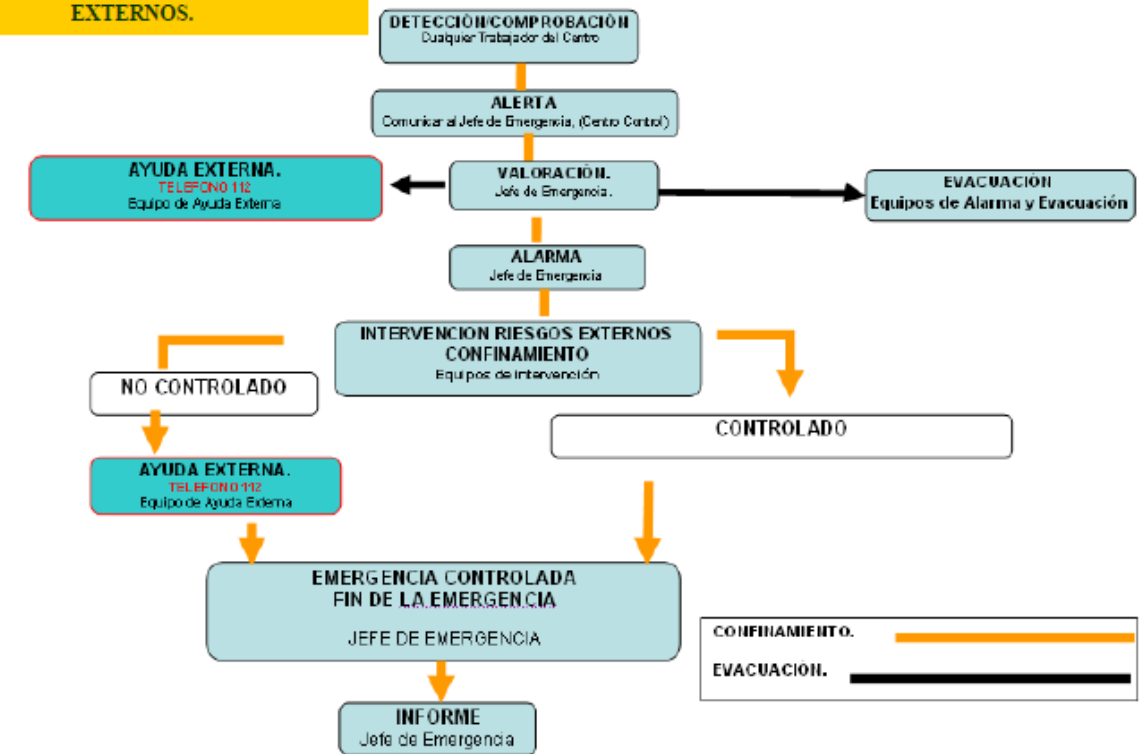 EXTERNOS.
DETECCIÓN/COMPROBACIÓN
Cualquier Trabajador del Centro
ALERTA
Comunicar al Jefe de Emergencia, (Centro Control)
AYUDA EXTERNA.
TELEFONO 112
Equipo de Ayuda Externa
VALORACIÓN.
Jefe de Emergencia.
EVACUACIÓN
Equipos de Alarma y Evacuación
ALARMA
Jefe de Emergencia
INTERVENCION RIESGOS EXTERNOS
CONFINAMIENTO
Equipos de intervención
NO CONTROLADO
CONTROLADO
AYUDA EXTERNA.
TELEFONO 112
Equipo de Ayuda Externa
EMERGENCIA CONTROLADA
FIN DE LA EMERGENCIA
JEFE DE EMERGENCIA
CONFINAMIENTO.
EVACUACIÓN.
INFORME
Jefe de Emergencia